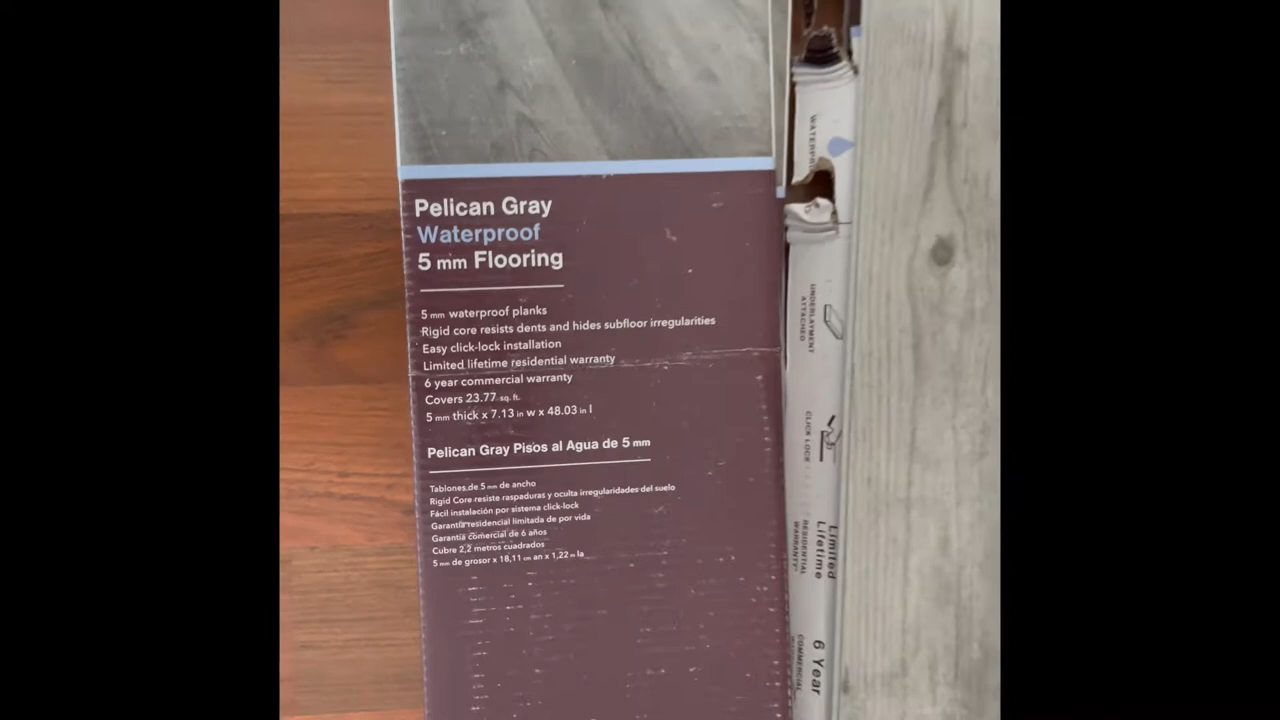 Pelican Gray
Waterproof
5 mm Flooring
5 mm waterproof planks
Rigid core resists dents and hides subfloor irregularities
Easy click-lock installation
Limited lifetime residential warranty
6 year commercial warranty
Covers 23.77 sq. ft.
5 mm thick x 7.13 in w x 48.03 in l
Pelican Gray Pisos al Agua de 5 mm
Tablones de 5 mm de ancho
Rigid Core resiste raspaduras y oculta irregularidades del suelo
Fácil instalación por sistema click-lock
Garantía residencial limitada de por vida
Garantía comercial de 6 años
Cubre 2,2 metros cuadrados
5 mm de grosor x 18,11 cm an x 1,22 m la
UNDERLAYMENT
ATTACHED
CLICK LOCK
Limited
Lifetime
RESIDENTIAL
WARRANTY*
6 Year
COMMERCIAL